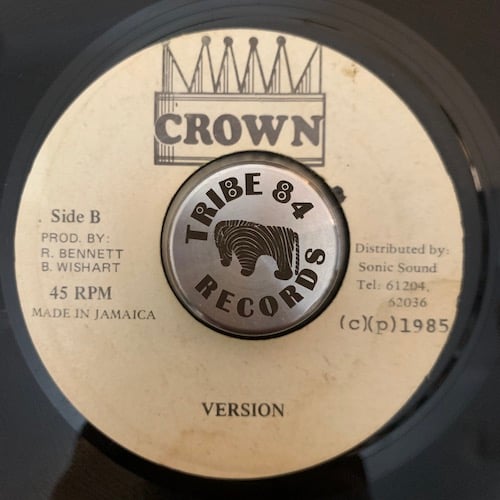 CROWN
TRIBE 84
RECORDS
. Side B
PROD. BY:
R. BENNETT
B. WISHART
45 RPM
MADE IN JAMAICA
Distributed by:
Sonic Sound
Tel: 61204,
62036
(c)(p)1985
VERSION